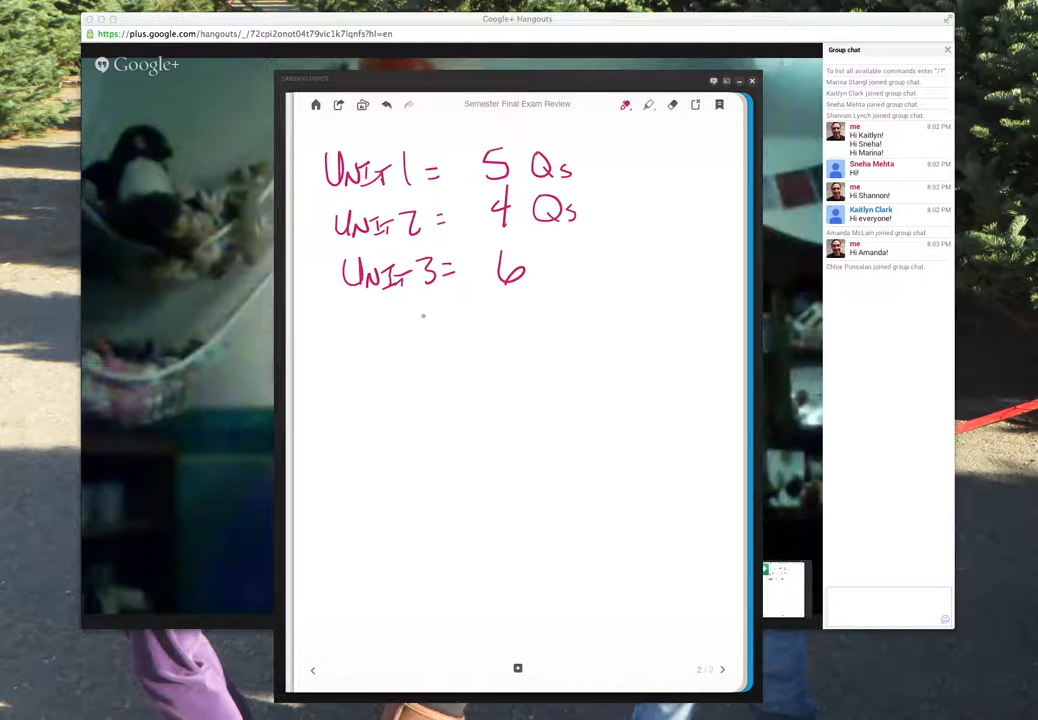 Google+ Hangouts
https://plus.google.com/hangouts/_/72cpi2onot04t79vic1k7iqnfs?hl=en
Google+
BAMBOO PAPER
Semester Final Exam Review
UNIT 1 = 5 Qs
UNIT 2 = 4 Qs
UNIT 3 = 6
2 / 2
Group chat
To list all available commands enter "/?"
Marina Stangl joined group chat.
Kaitlyn Clark joined group chat.
Sneha Mehta joined group chat.
Shannon Lynch joined group chat.
me 8:02 PM
Hi Kaitlyn!
Hi Sneha!
Hi Marina!
Sneha Mehta 8:02 PM
Hi!
me 8:02 PM
Hi Shannon!
Kaitlyn Clark 8:02 PM
Hi everyone!
Amanda McLain joined group chat.
me 8:03 PM
Hi Amanda!
Chloe Punsalan joined group chat.